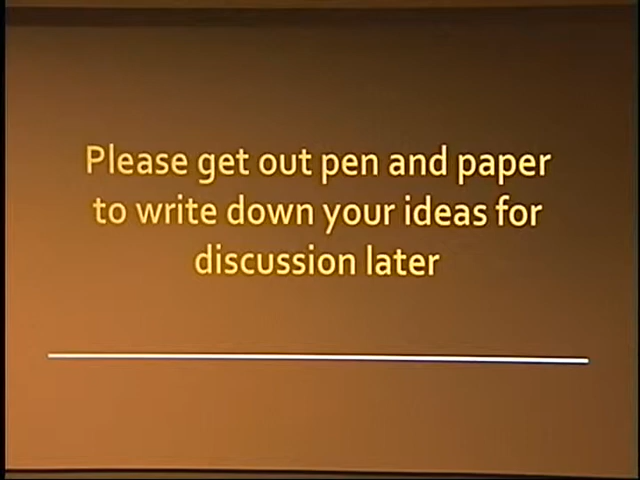 Please get out pen and paper
to write down your ideas for
discussion later